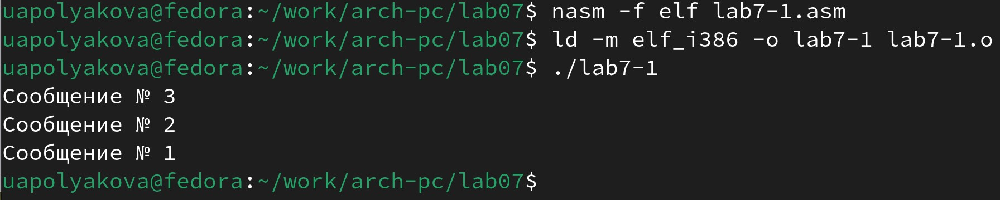 uapolyakova@fedora:~/work/arch-pc/lab07$ nasm -f elf lab7-1.asm
uapolyakova@fedora:~/work/arch-pc/lab07$ ld -m elf_i386 -o lab7-1 lab7-1.o
uapolyakova@fedora:~/work/arch-pc/lab07$ ./lab7-1
Сообщение № 3
Сообщение № 2
Сообщение № 1
uapolyakova@fedora:~/work/arch-pc/lab07$